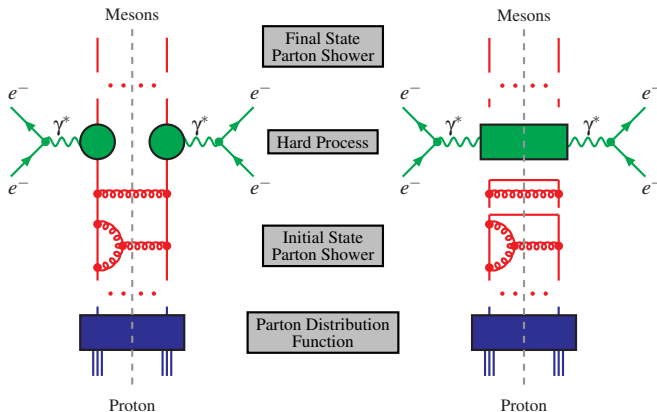 Mesons
Final State
Parton Shower
Mesons
e−
γ*
γ*
e−
Hard Process
e−
γ*
γ*
e−
e−
e−
e−
e−
Initial State
Parton Shower
Parton Distribution
Function
Proton
Proton